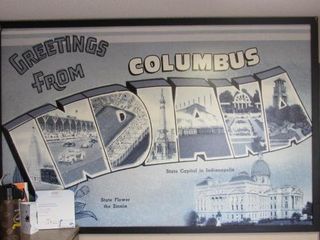 GREETINGS
FROM
COLUMBUS
INDIANA
State Capitol in Indianapolis
State Flower
the Zinnia